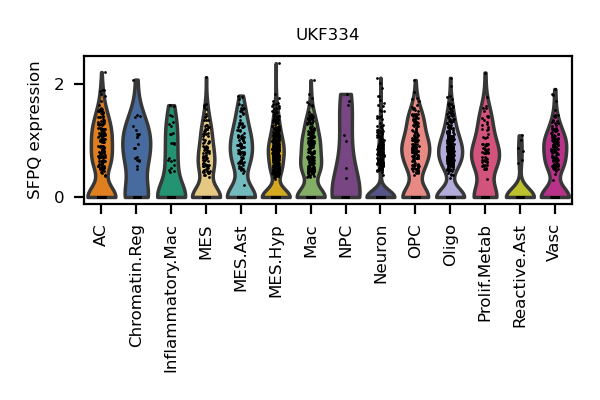 UKF334
SFPQ expression
2
0
AC
Chromatin.Reg
Inflammatory.Mac
MES
MES.Ast
MES.Hyp
Mac
NPC
Neuron
OPC
Oligo
Prolif.Metab
Reactive.Ast
Vasc